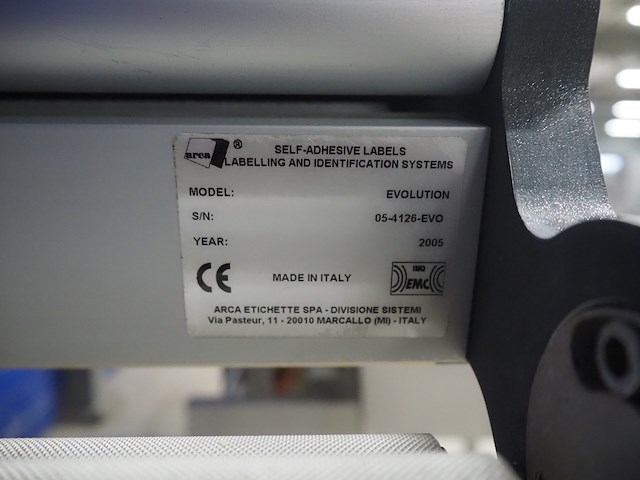 arca ®
SELF-ADHESIVE LABELS
LABELLING AND IDENTIFICATION SYSTEMS
MODEL: EVOLUTION
S/N: 05-4126-EVO
YEAR: 2005
CE MADE IN ITALY IMQ EMC
ARCA ETICHETTE SPA - DIVISIONE SISTEMI
Via Pasteur, 11 - 20010 MARCALLO (MI) - ITALY